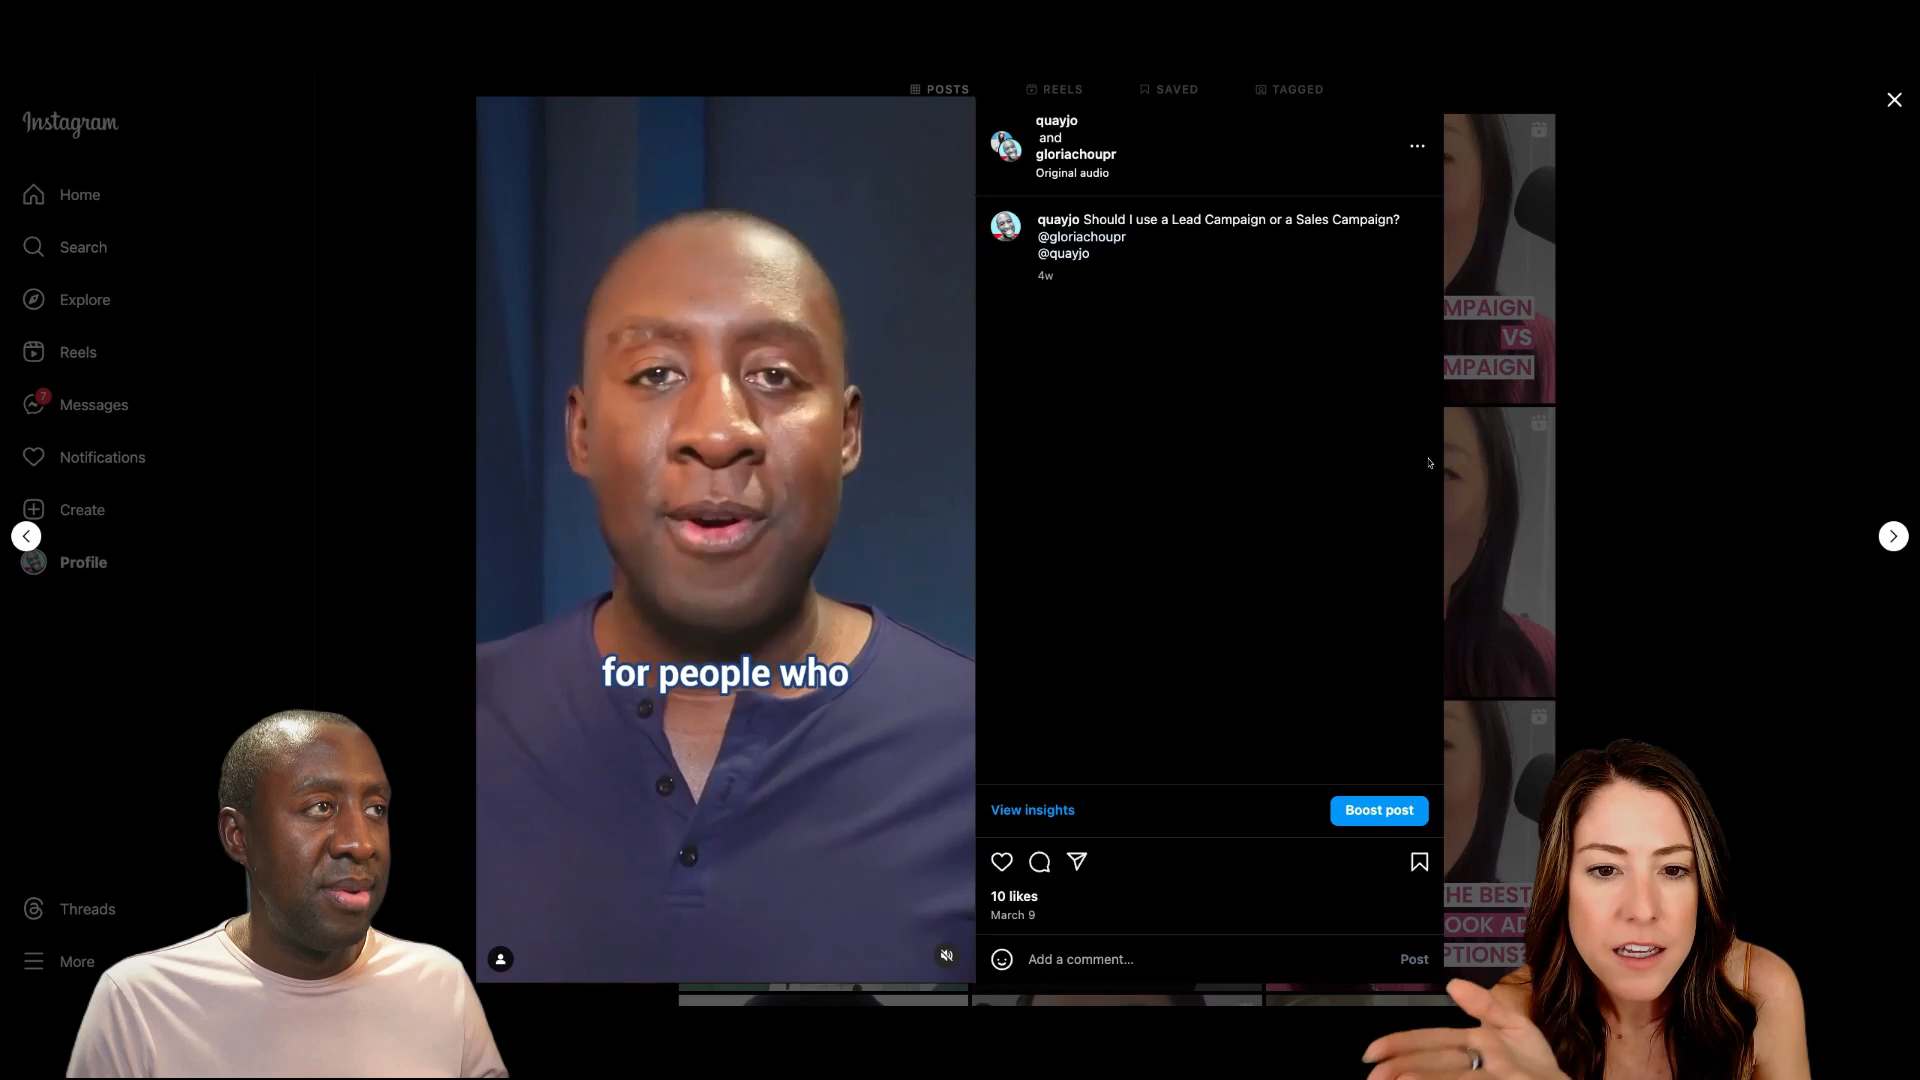 Instagram
Home
Search
Explore
Reels
7
Messages
Notifications
Create
Profile
Threads
More
POSTS
REELS
SAVED
TAGGED
for people who
quayjo
and
gloriachoupr
Original audio
quayjo Should I use a Lead Campaign or a Sales Campaign?
@gloriachoupr
@quayjo
4w
View insights
Boost post
10 likes
March 9
Add a comment...
Post
MPAIGN
VS
MPAIGN
HE BEST
OOK AD
PTIONS?